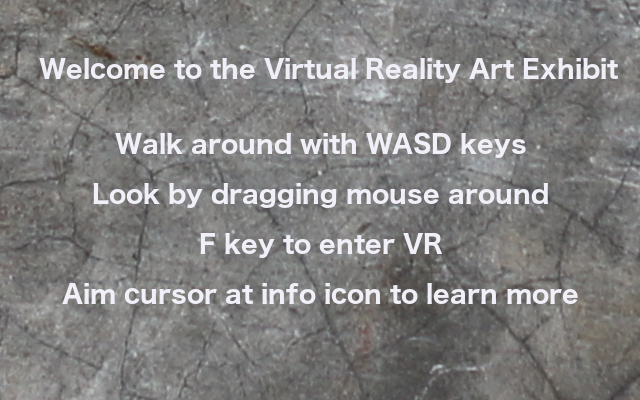 Welcome to the Virtual Reality Art Exhibit
Walk around with WASD keys
Look by dragging mouse around
F key to enter VR
Aim cursor at info icon to learn more